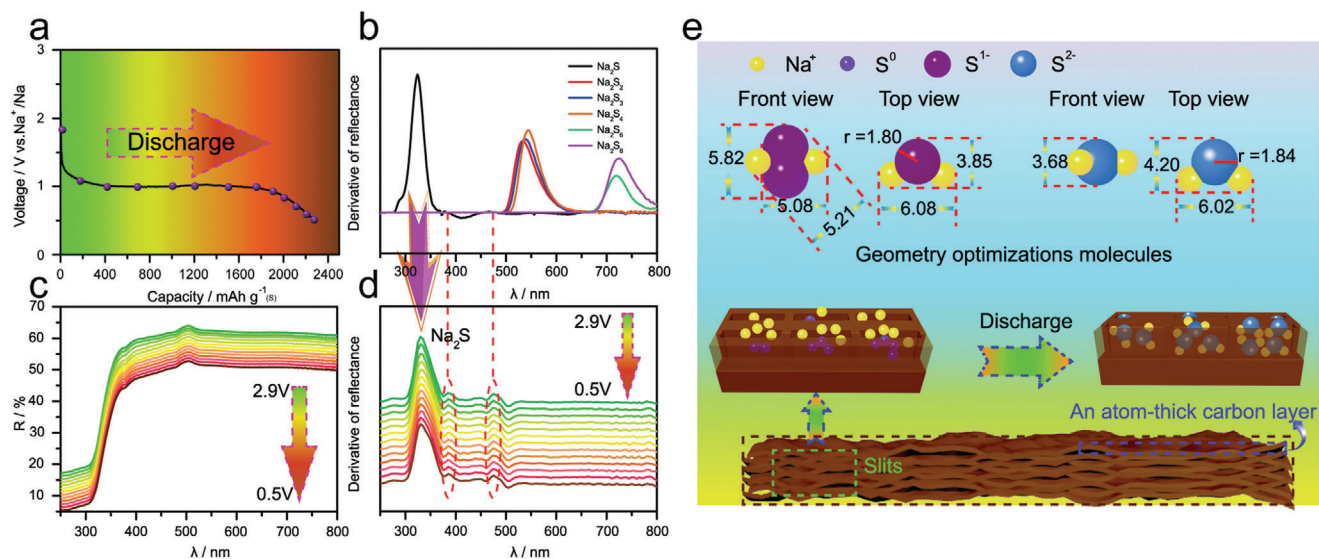 a
3
2
1
0
Voltage / V vs.Na⁺/Na
Discharge
0 400 800 1200 1600 2000 2400
Capacity / mAh g⁻¹(S)
b
Derivative of reflectance
Na₂S
Na₂S₂
Na₂S₃
Na₂S₄
Na₂S₆
Na₂S₈
300 400 500 600 700 800
λ / nm
c
70
60
50
40
30
20
10
R / %
2.9V
0.5V
300 400 500 600 700 800
λ / nm
d
Derivative of reflectance
Na₂S
2.9V
0.5V
300 400 500 600 700 800
λ / nm
e
Na⁺ S⁰ S¹⁻ S²⁻
Front view Top view Front view Top view
5.82
5.08
5.21
r=1.80
3.85
6.08
3.68
4.20
r=1.84
6.02
Geometry optimizations molecules
Discharge
An atom-thick carbon layer
Slits